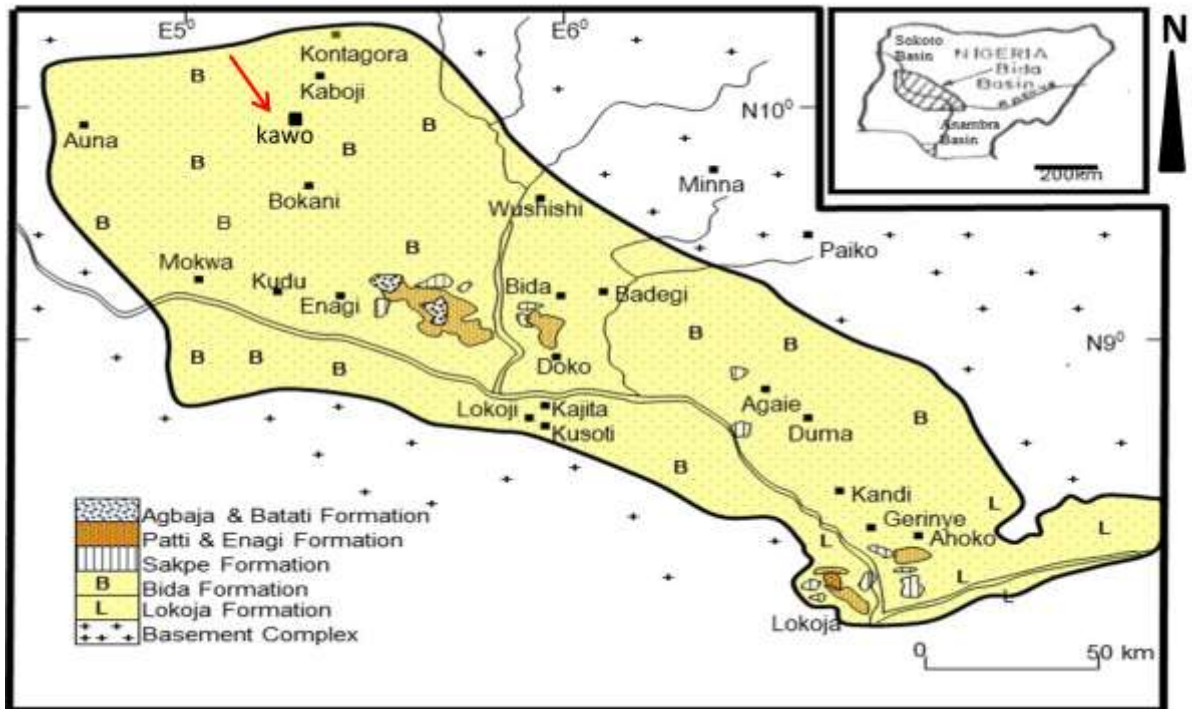 E5⁰
E6⁰
N
Sokoto
Basin
NIGERIA
Bida
Basin
Anambra
Basin
200km
Kontagora
B
Kaboji
N10⁰
kawo
Auna
B
B
B
Minna
Bokani
Wushishi
B
B
B
Paiko
Mokwa
Kudu
Enagi
Bida
Badegi
B
B
N9⁰
B
B
B
Doko
Agaie
Lokoji
Kajita
Kusoti
Duma
B
B
Kandi
Gerinye
Ahoko
L
L
L
L
L
Lokoja
Agbaja & Batati Formation
Patti & Enagi Formation
Sakpe Formation
B Bida Formation
L Lokoja Formation
Basement Complex
0 50 km